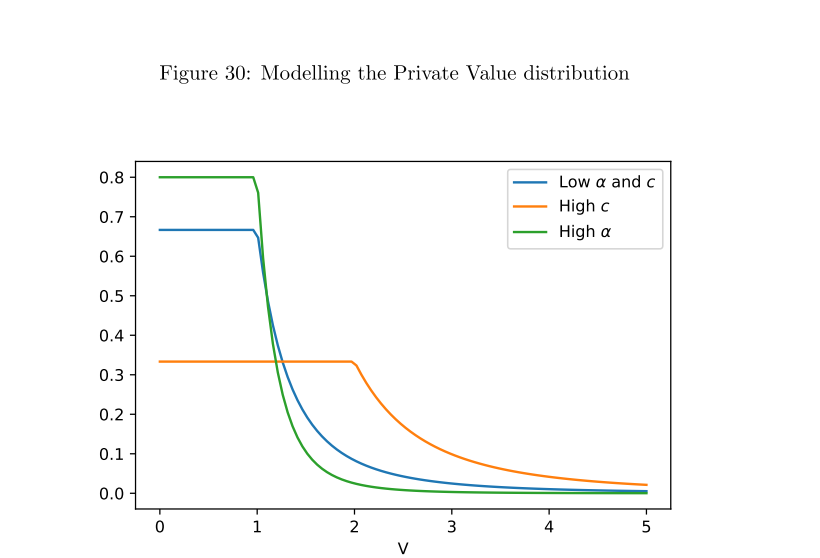 Figure 30: Modelling the Private Value distribution
Low α and c
High c
High α
0.8
0.7
0.6
0.5
0.4
0.3
0.2
0.1
0.0
0 1 2 3 4 5
V